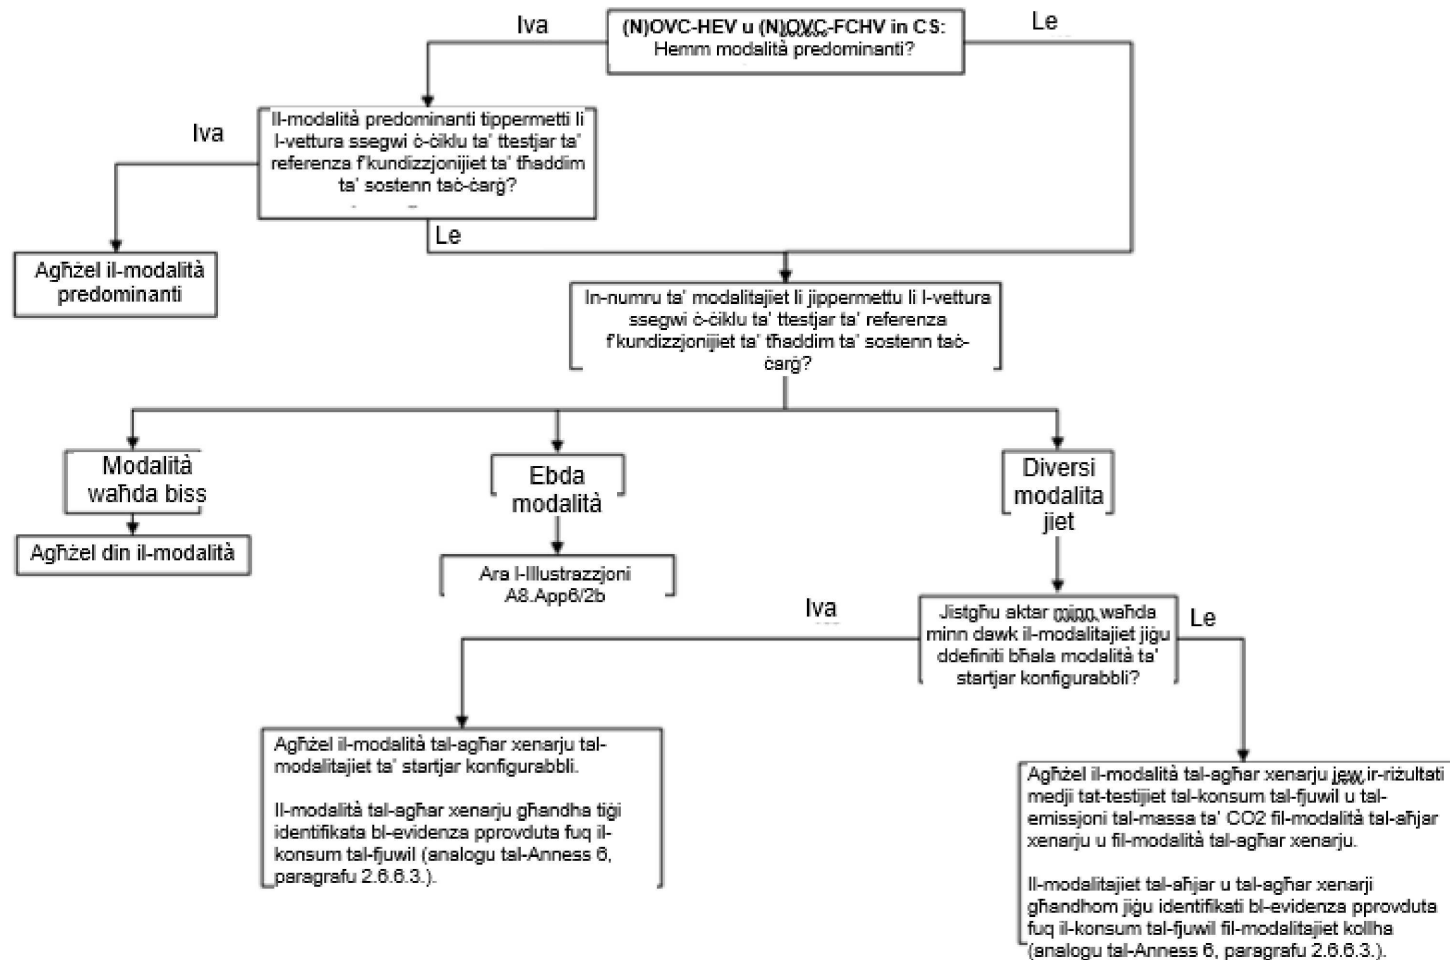 Iva
(N)OVC-HEV u (N)OVC-FCHV in CS:
Hemm modalità predominanti?
Le
Iva
Il-modalità predominanti tippermetti li
l-vettura ssegwi ċ-ċiklu ta' ttestjar ta'
referenza f'kundizzjonijiet ta' tħaddim
ta' sostenn taċ-ċarġ?
Le
Agħżel il-modalità
predominanti
In-numru ta' modalitajiet li jippermettu li l-vettura
ssegwi ċ-ċiklu ta' ttestjar ta' referenza
f'kundizzjonijiet ta' tħaddim ta' sostenn taċ-
ċarġ?
Modalità
waħda biss
Agħżel din il-modalità
Ebda
modalità
Ara l-Illustrazzjoni
A8.App6/2b
Diversi
modalita
jiet
Iva
Jistgħu aktar minn waħda
minn dawk il-modalitajiet jiġu
ddefiniti bħala modalità ta'
startjar konfigurabbli?
Le
Agħżel il-modalità tal-agħar xenarju tal-
modalitajiet ta' startjar konfigurabbli.
Il-modalità tal-agħar xenarju għandha tiġi
identifikata bl-evidenza pprovduta fuq il-
konsum tal-fjuwil (analogu tal-Anness 6,
paragrafu 2.6.6.3.).
Agħżel il-modalità tal-agħar xenarju jew ir-riżultati
medji tat-testijiet tal-konsum tal-fjuwil u tal-
emissjoni tal-massa ta' CO2 fil-modalità tal-aħjar
xenarju u fil-modalità tal-agħar xenarju.
Il-modalitajiet tal-aħjar u tal-agħar xenarji
għandhom jiġu identifikati bl-evidenza pprovduta
fuq il-konsum tal-fjuwil fil-modalitajiet kollha
(analogu tal-Anness 6, paragrafu 2.6.6.3.).